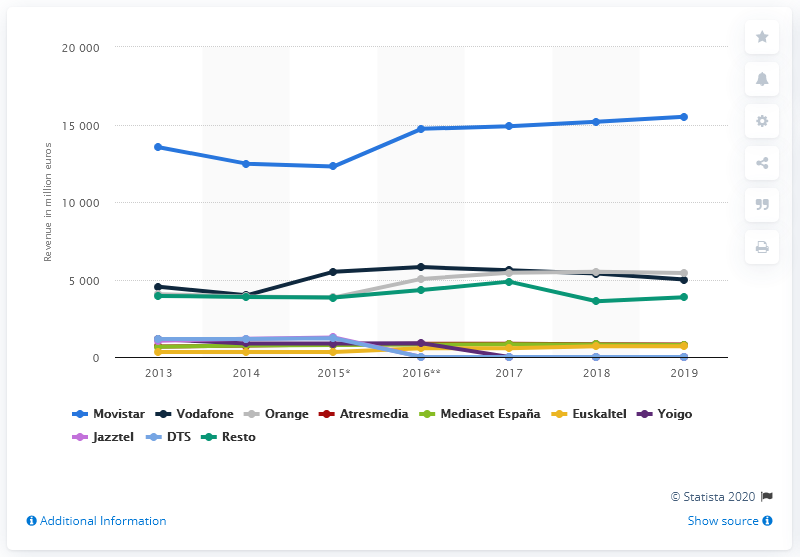 20 000
15 000
10 000
5 000
0
Revenue in million euros
2013 2014 2015* 2016** 2017 2018 2019
Movistar Vodafone Orange Atresmedia Mediaset España Euskaltel Yoigo
Jazztel DTS Resto
© Statista 2020
Additional Information Show source